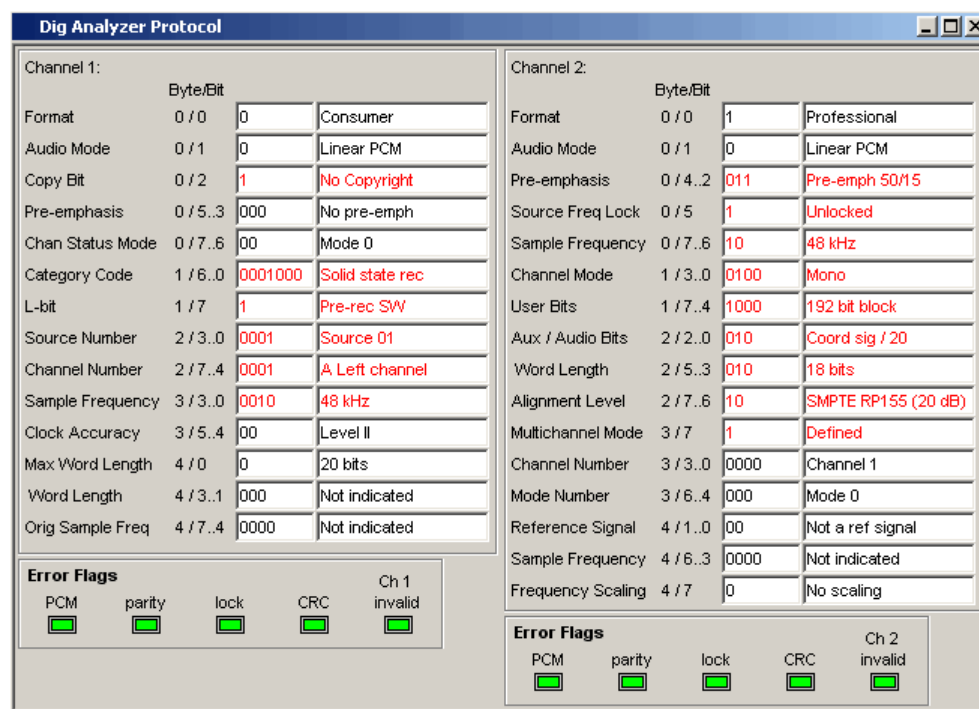 Dig Analyzer Protocol
Channel 1:
Byte/Bit
Format 0 / 0 0 Consumer
Audio Mode 0 / 1 0 Linear PCM
Copy Bit 0 / 2 1 No Copyright
Pre-emphasis 0 / 5..3 000 No pre-emph
Chan Status Mode 0 / 7..6 00 Mode 0
Category Code 1 / 6..0 0001000 Solid state rec
L-bit 1 / 7 1 Pre-rec SW
Source Number 2 / 3..0 0001 Source 01
Channel Number 2 / 7..4 0001 A Left channel
Sample Frequency 3 / 3..0 0010 48 kHz
Clock Accuracy 3 / 5..4 00 Level II
Max Word Length 4 / 0 0 20 bits
Word Length 4 / 3..1 000 Not indicated
Orig Sample Freq 4 / 7..4 0000 Not indicated
Error Flags
Ch 1
PCM parity lock CRC invalid
Channel 2:
Byte/Bit
Format 0 / 0 1 Professional
Audio Mode 0 / 1 0 Linear PCM
Pre-emphasis 0 / 4..2 011 Pre-emph 50/15
Source Freq Lock 0 / 5 1 Unlocked
Sample Frequency 0 / 7..6 10 48 kHz
Channel Mode 1 / 3..0 0100 Mono
User Bits 1 / 7..4 1000 192 bit block
Aux / Audio Bits 2 / 2..0 010 Coord sig / 20
Word Length 2 / 5..3 010 18 bits
Alignment Level 2 / 7..6 10 SMPTE RP155 (20 dB)
Multichannel Mode 3 / 7 1 Defined
Channel Number 3 / 3..0 0000 Channel 1
Mode Number 3 / 6..4 000 Mode 0
Reference Signal 4 / 1..0 00 Not a ref signal
Sample Frequency 4 / 6..3 0000 Not indicated
Frequency Scaling 4 / 7 0 No scaling
Error Flags
Ch 2
PCM parity lock CRC invalid